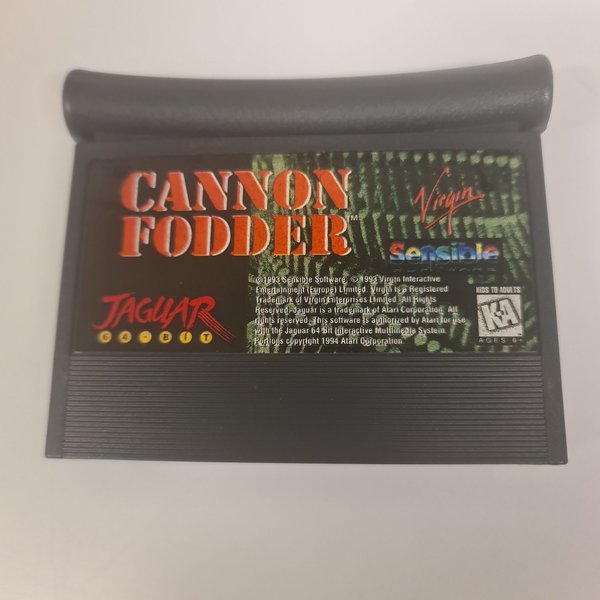 CANNON
FODDER™
Virgin
Sensible
JAGUAR
64-BIT
©1993 Sensible Software. © 1993 Virgin Interactive
Entertainment (Europe) Limited. Virgin is a Registered
Trademark of Virgin Enterprises Limited. All Rights
Reserved. Jaguar is a trademark of Atari Corporation. All
rights reserved. This software is authorized by Atari for use
with the Jaguar 64-bit Interactive Multimedia System.
Portions copyright 1994 Atari Corporation.
KIDS TO ADULTS
K-A
AGES 6+